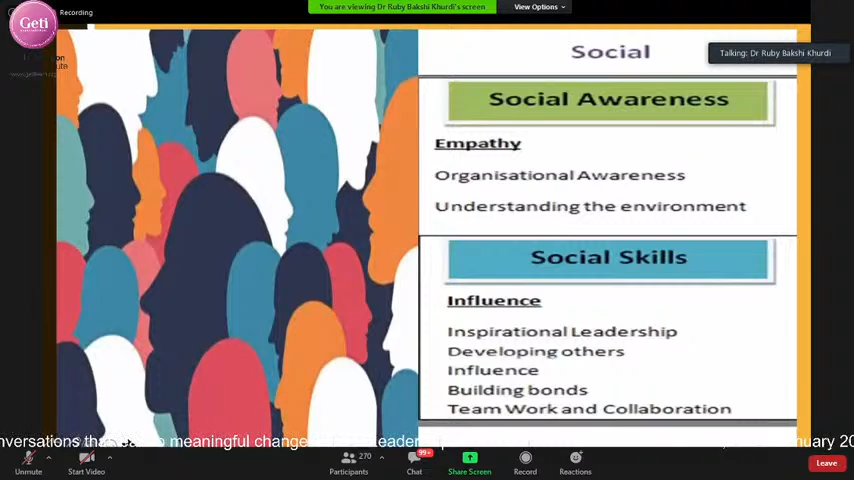 Geti
Recording
You are viewing Dr Ruby Bakshi Khurdi's screen
View Options
Talking: Dr Ruby Bakshi Khurdi
Social
Social Awareness
Empathy
Organisational Awareness
Understanding the environment
Social Skills
Influence
Inspirational Leadership
Developing others
Influence
Building bonds
Team Work and Collaboration
meaningful change
Unmute
Start Video
Participants
270
Chat
99+
Share Screen
Record
Reactions
Leave